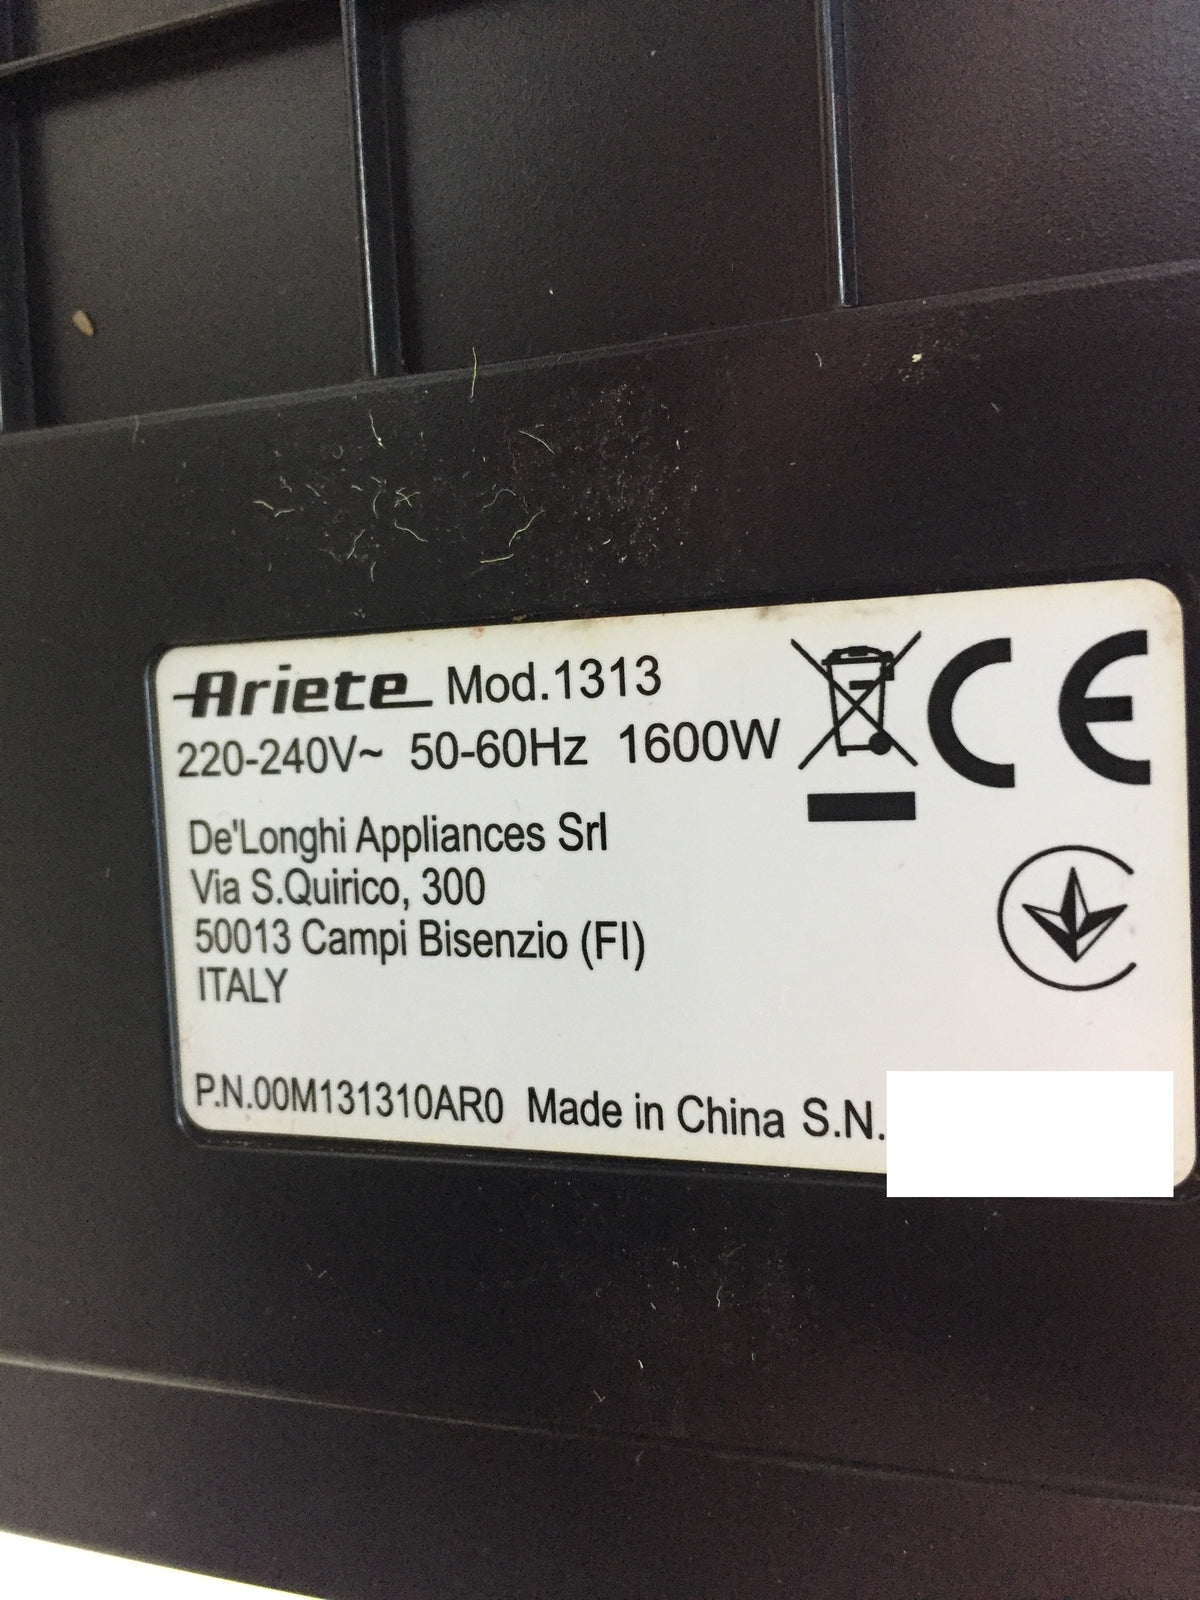 Ariete Mod.1313
220-240V~ 50-60Hz 1600W
CE
De'Longhi Appliances Srl
Via S.Quirico, 300
50013 Campi Bisenzio (FI)
ITALY
P.N.00M131310AR0 Made in China S.N.